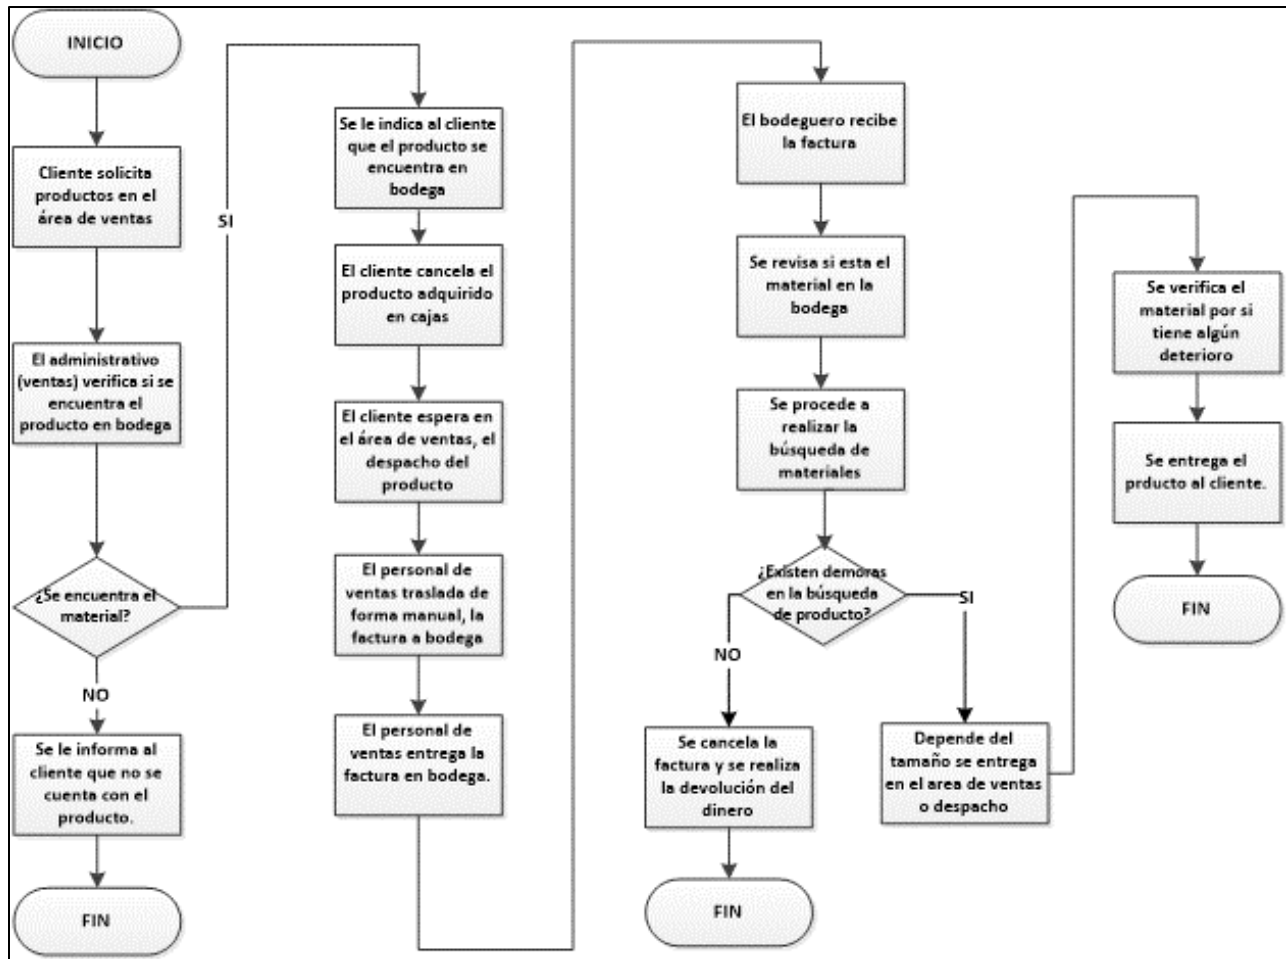 INICIO
Cliente solicita
productos en el
área de ventas
El administrativo
(ventas) verifica si se
encuentra el
producto en bodega
¿Se encuentra el
material?
SI
NO
Se le informa al
cliente que no se
cuenta con el
producto.
FIN
Se le indica al cliente
que el producto se
encuentra en
bodega
El cliente cancela el
producto adquirido
en cajas
El cliente espera en
el área de ventas, el
despacho del
producto
El personal de
ventas traslada de
forma manual, la
factura a bodega
El personal de
ventas entrega la
factura en bodega.
El bodeguero recibe
la factura
Se revisa si esta el
material en la
bodega
Se procede a
realizar la
búsqueda de
materiales
¿Existen demoras
en la búsqueda
de producto?
NO
SI
Se cancela la
factura y se realiza
la devolución del
dinero
FIN
Depende del
tamaño se entrega
en el area de ventas
o despacho
Se verifica el
material por si
tiene algún
deterioro
Se entrega el
prducto al cliente.
FIN